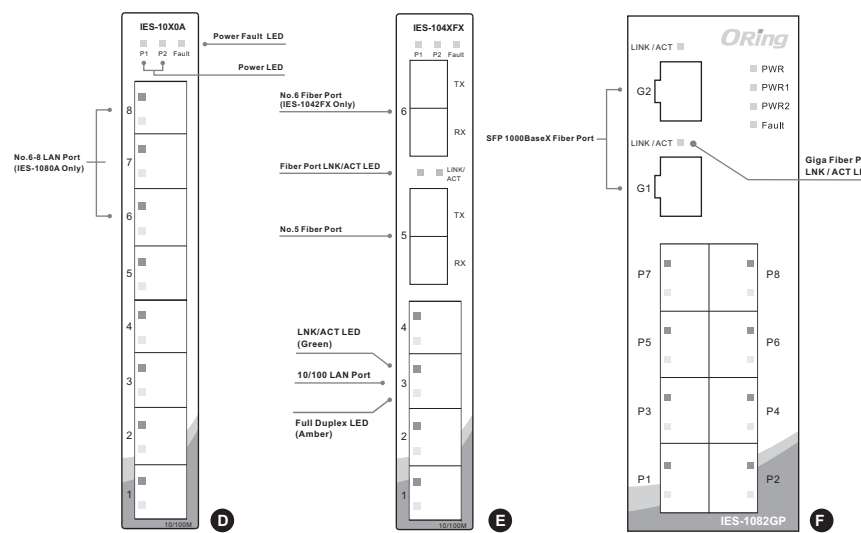 IES-10X0A
P1 P2 Fault
Power Fault LED
Power LED
No.6-8 LAN Port
(IES-1080A Only)
8
7
6
5
4
3
2
1
10/100M
D
IES-104XFX
P1 P2 Fault
No.6 Fiber Port
(IES-1042FX Only)
6
TX
RX
Fiber Port LNK/ACT LED
LINK/
ACT
No.5 Fiber Port
5
TX
RX
LNK/ACT LED
(Green)
10/100 LAN Port
Full Duplex LED
(Amber)
4
3
2
1
10/100M
E
ORing
LINK / ACT
PWR
PWR1
PWR2
Fault
G2
SFP 1000BaseX Fiber Port
LINK / ACT
Giga Fiber P
LNK / ACT L
G1
P7 P8
P5 P6
P3 P4
P1 P2
IES-1082GP
F